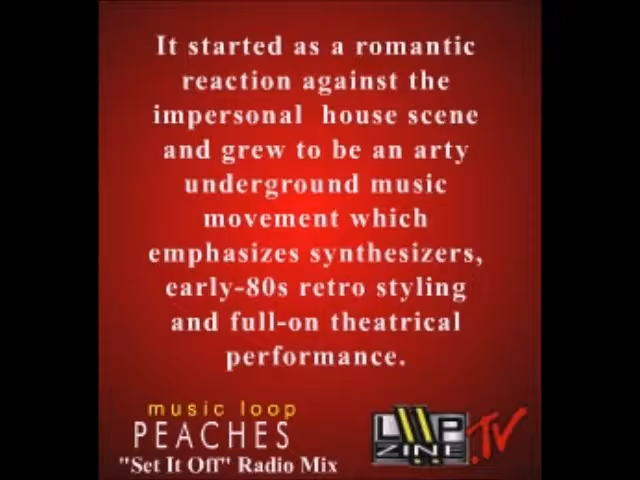 It started as a romantic
reaction against the
impersonal house scene
and grew to be an arty
underground music
movement which
emphasizes synthesizers,
early-80s retro styling
and full-on theatrical
performance.
music loop
PEACHES
"Set It Off" Radio Mix
LOOP
ZINE.TV